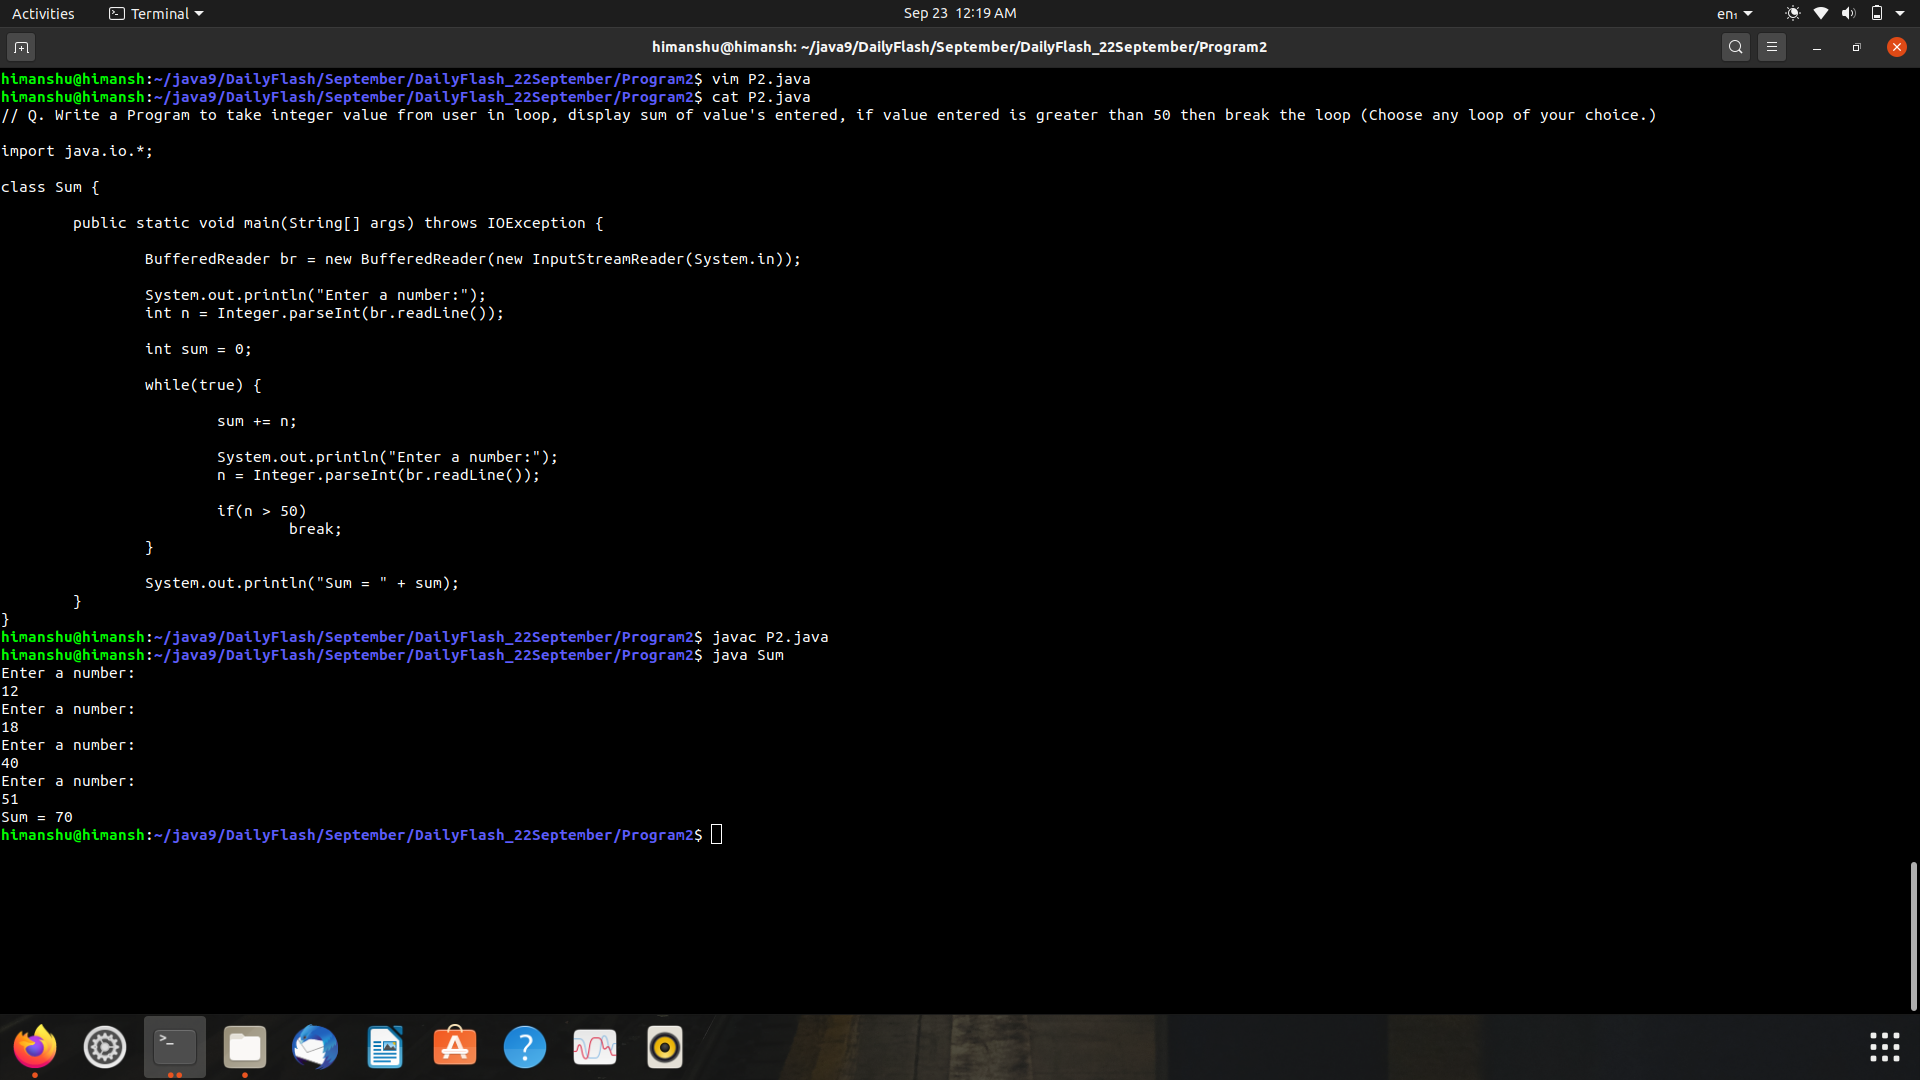 Activities
Terminal
Sep 23 12:19 AM
en₁
himanshu@himansh: ~/java9/DailyFlash/September/DailyFlash_22September/Program2
himanshu@himansh:~/java9/DailyFlash/September/DailyFlash_22September/Program2$ vim P2.java
himanshu@himansh:~/java9/DailyFlash/September/DailyFlash_22September/Program2$ cat P2.java
// Q. Write a Program to take integer value from user in loop, display sum of value's entered, if value entered is greater than 50 then break the loop (Choose any loop of your choice.)
import java.io.*;
class Sum {
public static void main(String[] args) throws IOException {
BufferedReader br = new BufferedReader(new InputStreamReader(System.in));
System.out.println("Enter a number:");
int n = Integer.parseInt(br.readLine());
int sum = 0;
while(true) {
sum += n;
System.out.println("Enter a number:");
n = Integer.parseInt(br.readLine());
if(n > 50)
break;
}
System.out.println("Sum = " + sum);
}
}
himanshu@himansh:~/java9/DailyFlash/September/DailyFlash_22September/Program2$ javac P2.java
himanshu@himansh:~/java9/DailyFlash/September/DailyFlash_22September/Program2$ java Sum
Enter a number:
12
Enter a number:
18
Enter a number:
40
Enter a number:
51
Sum = 70
himanshu@himansh:~/java9/DailyFlash/September/DailyFlash_22September/Program2$